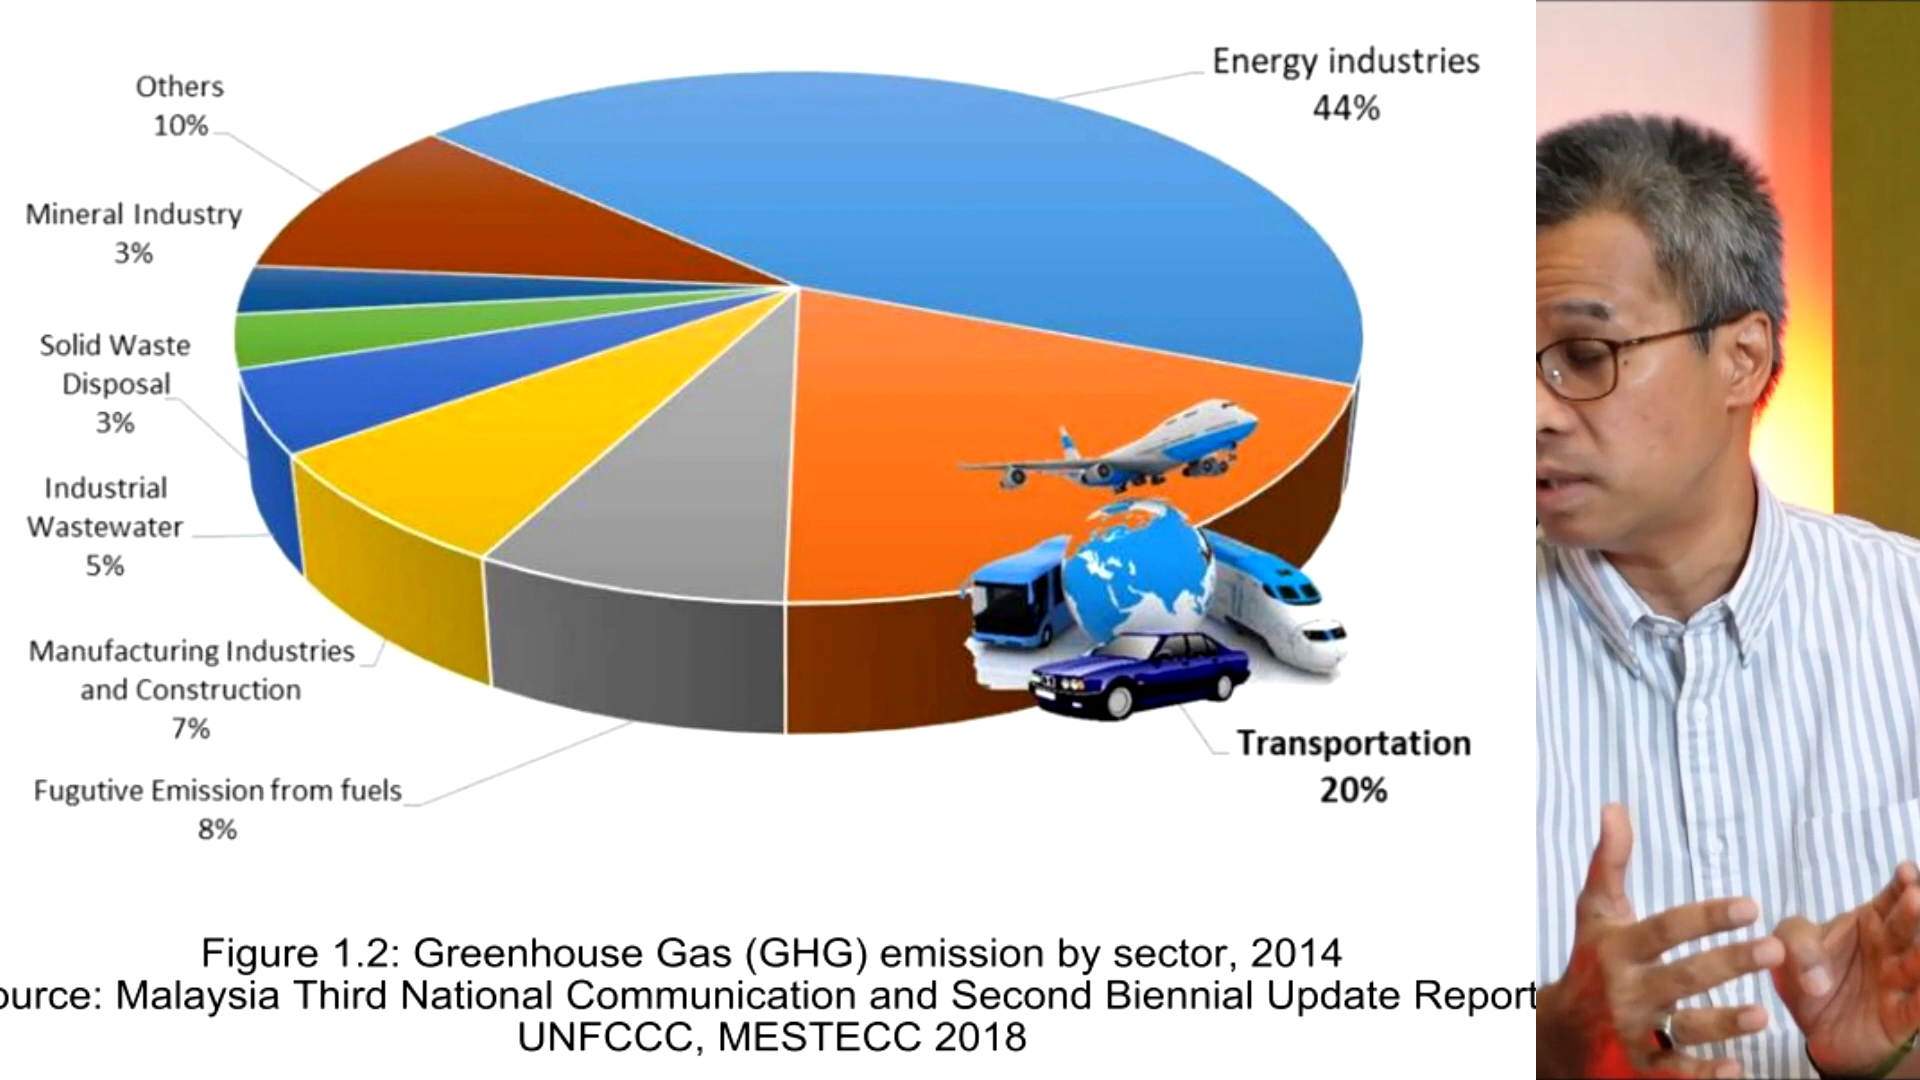 Energy industries
44%
Others
10%
Mineral Industry
3%
Solid Waste
Disposal
3%
Industrial
Wastewater
5%
Manufacturing Industries
and Construction
7%
Fugutive Emission from fuels
8%
Transportation
20%
Figure 1.2: Greenhouse Gas (GHG) emission by sector, 2014
ource: Malaysia Third National Communication and Second Biennial Update Report
UNFCCC, MESTECC 2018